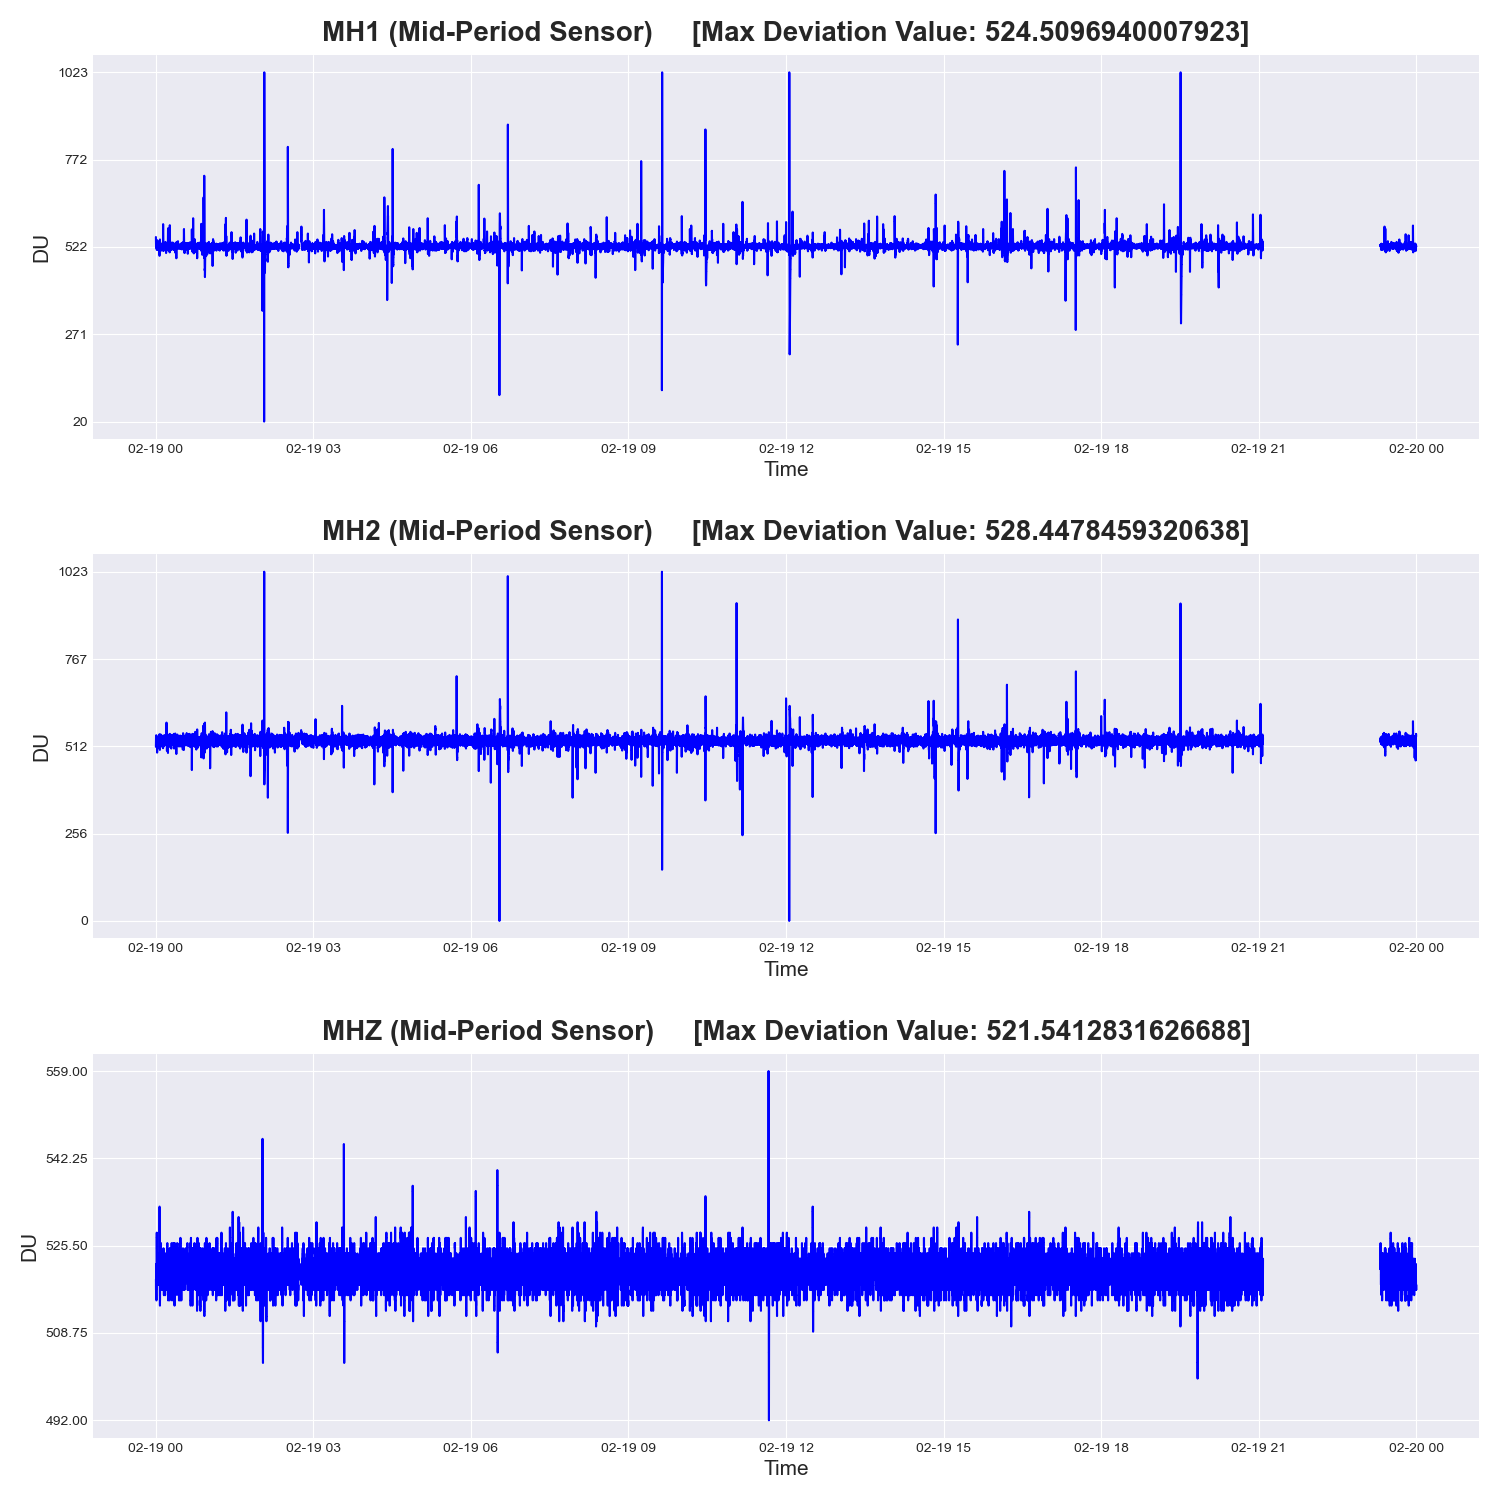 MH1 (Mid-Period Sensor) [Max Deviation Value: 524.5096940007923]
1023
772
522
271
20
DU
02-19 00 02-19 03 02-19 06 02-19 09 02-19 12 02-19 15 02-19 18 02-19 21 02-20 00
Time
MH2 (Mid-Period Sensor) [Max Deviation Value: 528.4478459320638]
1023
767
512
256
0
DU
02-19 00 02-19 03 02-19 06 02-19 09 02-19 12 02-19 15 02-19 18 02-19 21 02-20 00
Time
MHZ (Mid-Period Sensor) [Max Deviation Value: 521.5412831626688]
559.00
542.25
525.50
508.75
492.00
DU
02-19 00 02-19 03 02-19 06 02-19 09 02-19 12 02-19 15 02-19 18 02-19 21 02-20 00
Time